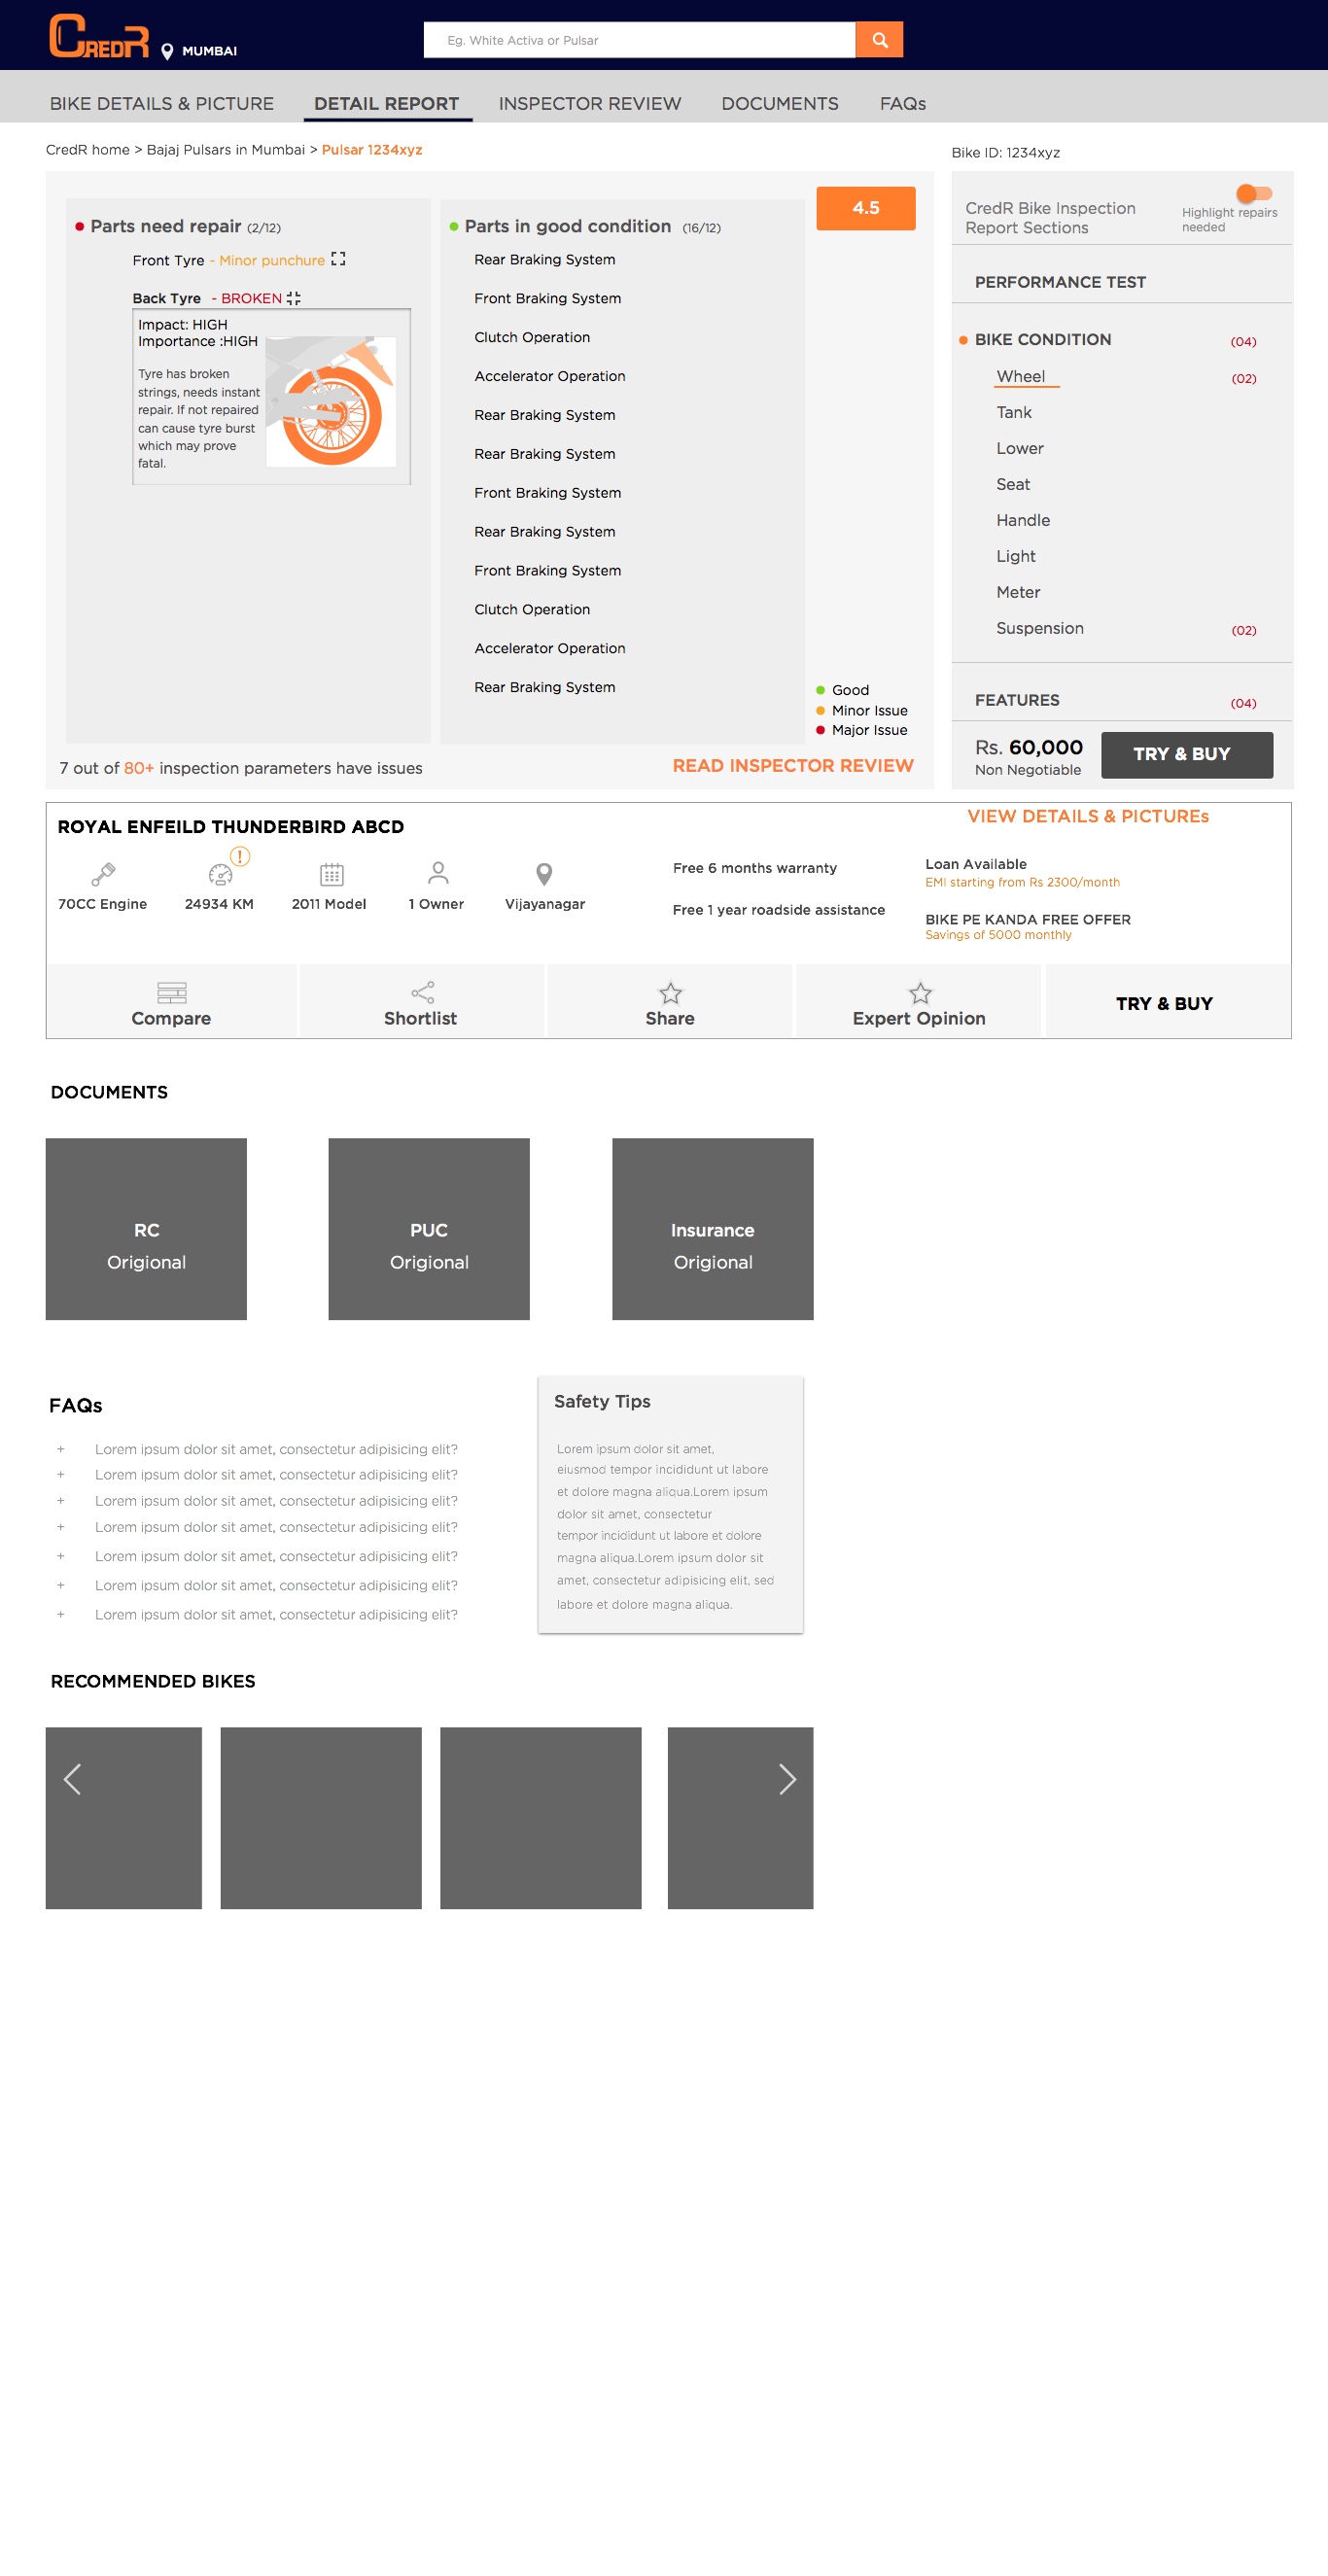 CREDR
MUMBAI
Eg. White Activa or Pulsar
BIKE DETAILS & PICTURE
DETAIL REPORT
INSPECTOR REVIEW
DOCUMENTS
FAQs
CredR home > Bajaj Pulsars in Mumbai > Pulsar 1234xyz
Bike ID: 1234xyz
Parts need repair (2/12)
Front Tyre - Minor punchure
Back Tyre - BROKEN
Impact: HIGH
Importance :HIGH
Tyre has broken
strings, needs instant
repair. If not repaired
can cause tyre burst
which may prove
fatal.
Parts in good condition (16/12)
Rear Braking System
Front Braking System
Clutch Operation
Accelerator Operation
Rear Braking System
Rear Braking System
Front Braking System
Rear Braking System
Front Braking System
Clutch Operation
Accelerator Operation
Rear Braking System
4.5
Good
Minor Issue
Major Issue
7 out of 80+ inspection parameters have issues
READ INSPECTOR REVIEW
CredR Bike Inspection
Report Sections
Highlight repairs
needed
PERFORMANCE TEST
BIKE CONDITION (04)
Wheel (02)
Tank
Lower
Seat
Handle
Light
Meter
Suspension (02)
FEATURES (04)
Rs. 60,000
Non Negotiable
TRY & BUY
ROYAL ENFEILD THUNDERBIRD ABCD
VIEW DETAILS & PICTUREs
!
70CC Engine
24934 KM
2011 Model
1 Owner
Vijayanagar
Free 6 months warranty
Free 1 year roadside assistance
Loan Available
EMI starting from Rs 2300/month
BIKE PE KANDA FREE OFFER
Savings of 5000 monthly
Compare
Shortlist
Share
Expert Opinion
TRY & BUY
DOCUMENTS
RC
Origional
PUC
Origional
Insurance
Origional
FAQs
+ Lorem ipsum dolor sit amet, consectetur adipisicing elit?
+ Lorem ipsum dolor sit amet, consectetur adipisicing elit?
+ Lorem ipsum dolor sit amet, consectetur adipisicing elit?
+ Lorem ipsum dolor sit amet, consectetur adipisicing elit?
+ Lorem ipsum dolor sit amet, consectetur adipisicing elit?
+ Lorem ipsum dolor sit amet, consectetur adipisicing elit?
+ Lorem ipsum dolor sit amet, consectetur adipisicing elit?
Safety Tips
Lorem ipsum dolor sit amet,
eiusmod tempor incididunt ut labore
et dolore magna aliqua.Lorem ipsum
dolor sit amet, consectetur
tempor incididunt ut labore et dolore
magna aliqua.Lorem ipsum dolor sit
amet, consectetur adipisicing elit, sed
labore et dolore magna aliqua.
RECOMMENDED BIKES